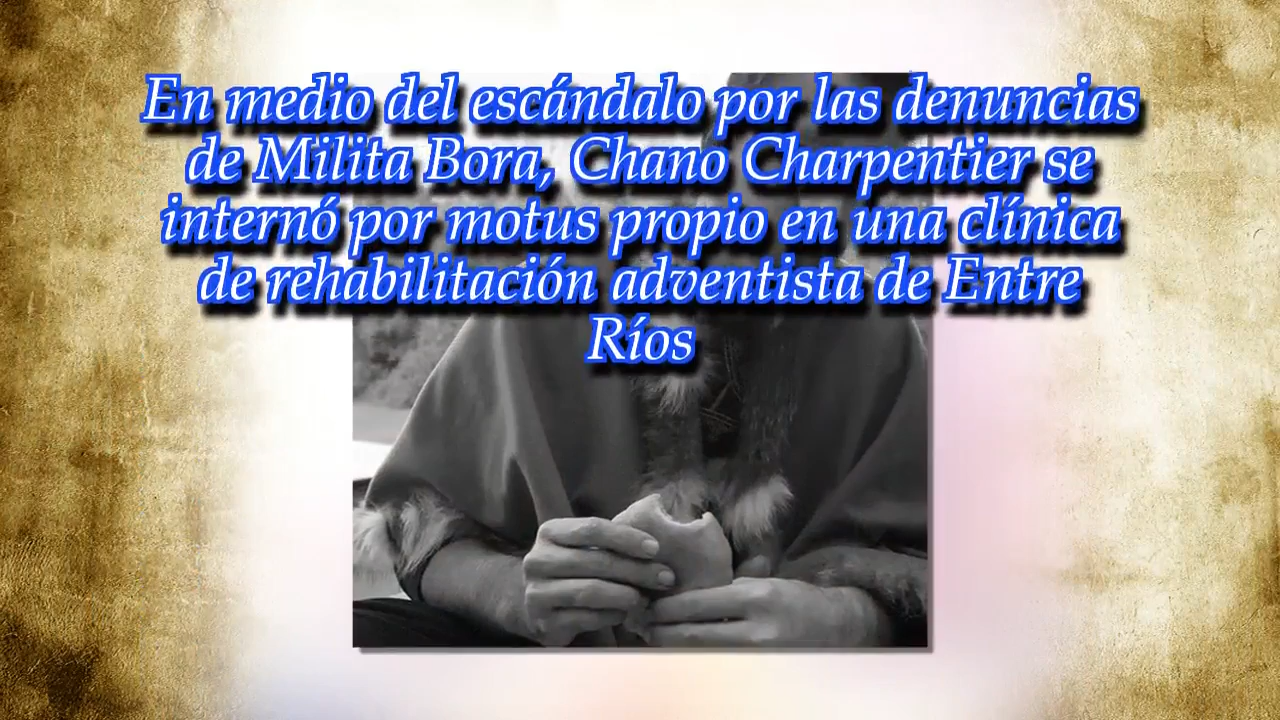 En medio del escándalo por las denuncias
de Milita Bora, Chano Charpentier se
internó por motus propio en una clínica
de rehabilitación adventista de Entre
Ríos